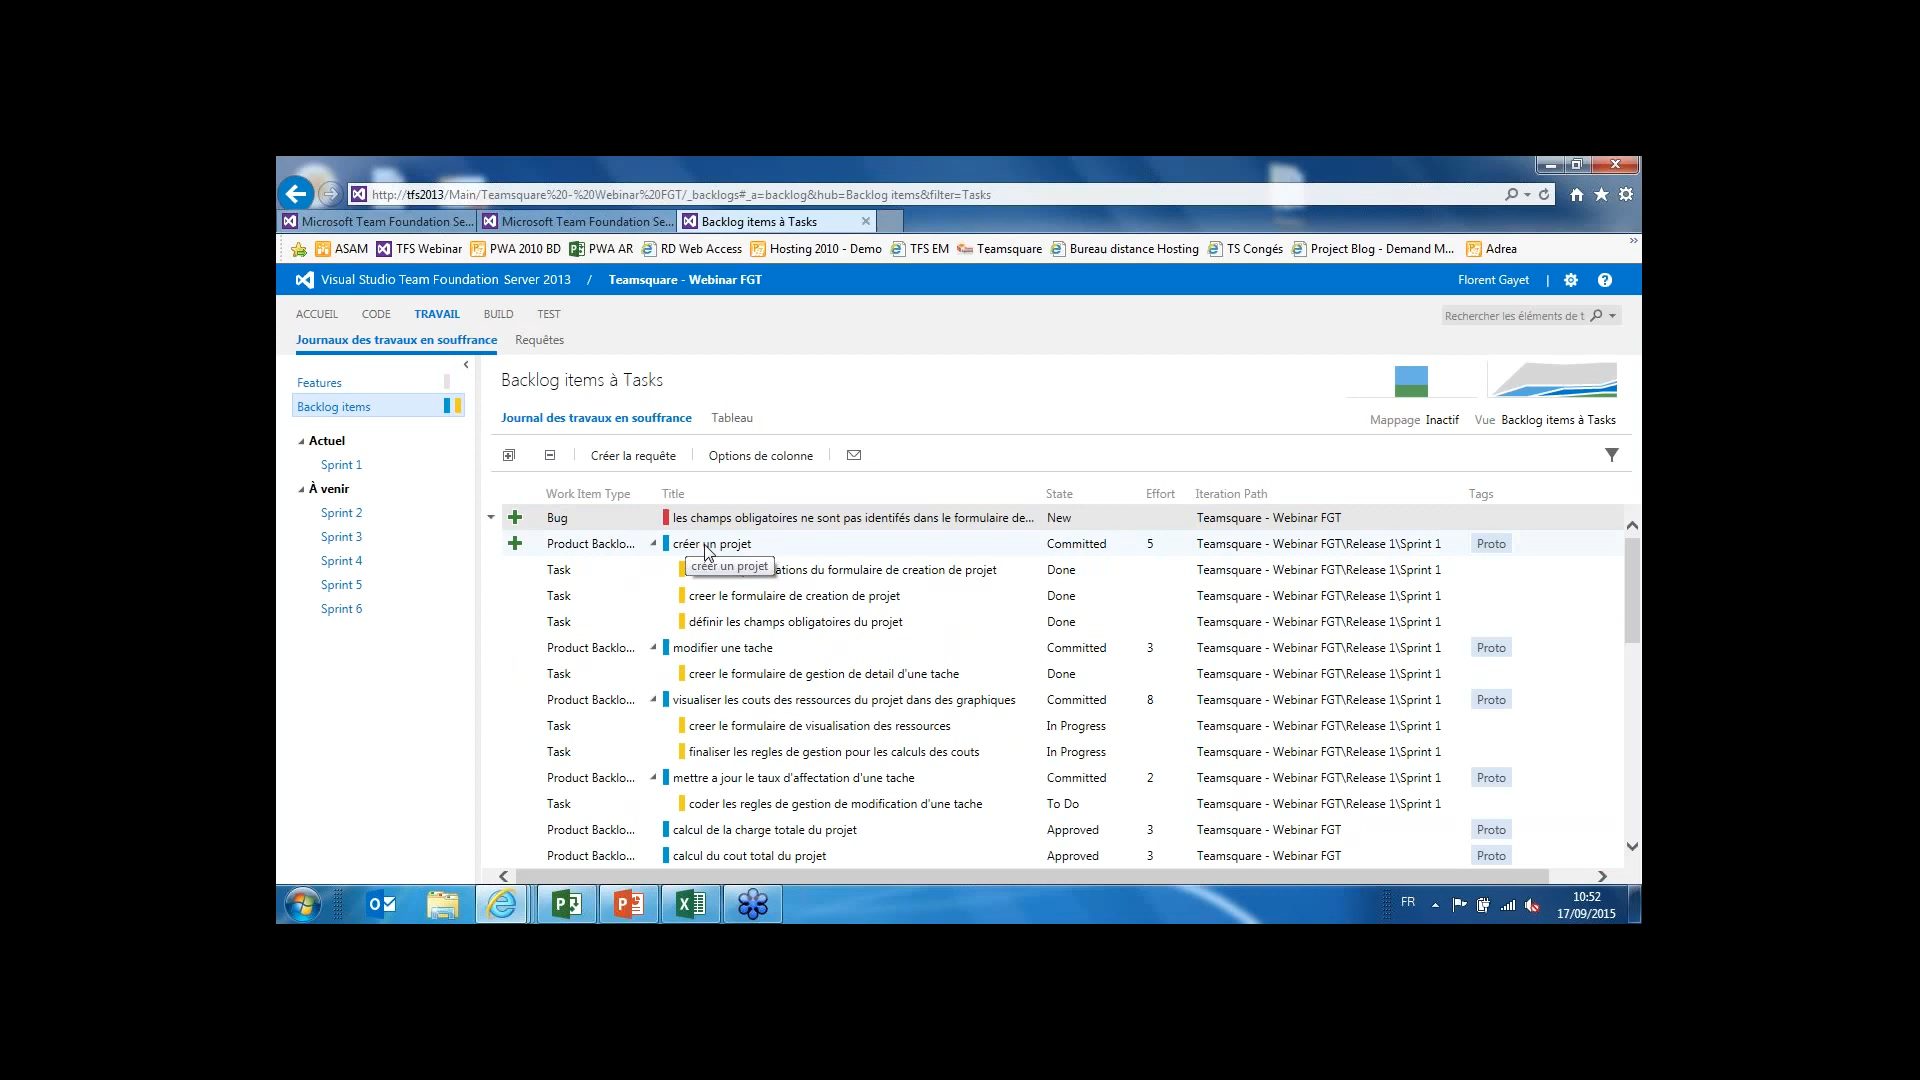 http://tfs2013/Main/Teamsquare%20-%20Webinar%20FGT/_backlogs#_a=backlog&hub=Backlog items&filter=Tasks
Microsoft Team Foundation Se... Microsoft Team Foundation Se... Backlog items à Tasks
ASAM TFS Webinar PWA 2010 BD PWA AR RD Web Access Hosting 2010 - Demo TFS EM Teamsquare Bureau distance Hosting TS Congés Project Blog - Demand M... Adrea
Visual Studio Team Foundation Server 2013 / Teamsquare - Webinar FGT Florent Gayet |
ACCUEIL CODE TRAVAIL BUILD TEST
Rechercher les éléments de t
Journaux des travaux en souffrance Requêtes
Features
Backlog items
Actuel
Sprint 1
À venir
Sprint 2
Sprint 3
Sprint 4
Sprint 5
Sprint 6
Backlog items à Tasks
Journal des travaux en souffrance Tableau
Mappage Inactif Vue Backlog items à Tasks
Créer la requête Options de colonne
Work Item Type Title State Effort Iteration Path Tags
Bug les champs obligatoires ne sont pas identifés dans le formulaire de... New Teamsquare - Webinar FGT
Product Backlo... créer un projet Committed 5 Teamsquare - Webinar FGT\Release 1\Sprint 1 Proto
créer un projet
Task ations du formulaire de creation de projet Done Teamsquare - Webinar FGT\Release 1\Sprint 1
Task creer le formulaire de creation de projet Done Teamsquare - Webinar FGT\Release 1\Sprint 1
Task définir les champs obligatoires du projet Done Teamsquare - Webinar FGT\Release 1\Sprint 1
Product Backlo... modifier une tache Committed 3 Teamsquare - Webinar FGT\Release 1\Sprint 1 Proto
Task creer le formulaire de gestion de detail d'une tache Done Teamsquare - Webinar FGT\Release 1\Sprint 1
Product Backlo... visualiser les couts des ressources du projet dans des graphiques Committed 8 Teamsquare - Webinar FGT\Release 1\Sprint 1 Proto
Task creer le formulaire de visualisation des ressources In Progress Teamsquare - Webinar FGT\Release 1\Sprint 1
Task finaliser les regles de gestion pour les calculs des couts In Progress Teamsquare - Webinar FGT\Release 1\Sprint 1
Product Backlo... mettre a jour le taux d'affectation d'une tache Committed 2 Teamsquare - Webinar FGT\Release 1\Sprint 1 Proto
Task coder les regles de gestion de modification d'une tache To Do Teamsquare - Webinar FGT\Release 1\Sprint 1
Product Backlo... calcul de la charge totale du projet Approved 3 Teamsquare - Webinar FGT Proto
Product Backlo... calcul du cout total du projet Approved 3 Teamsquare - Webinar FGT Proto
FR
10:52
17/09/2015